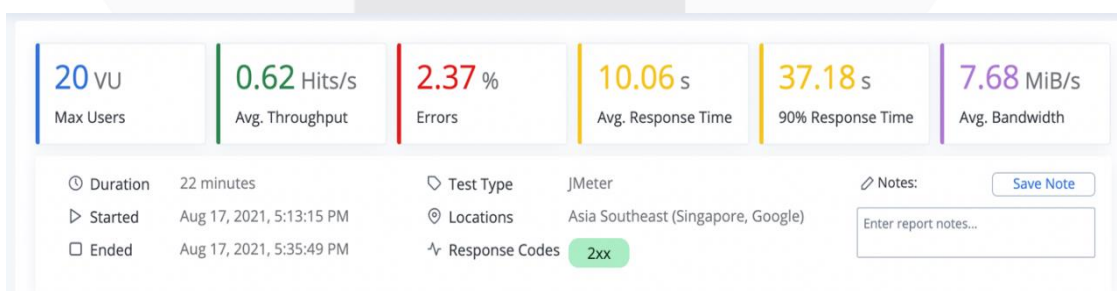 20 VU
Max Users
0.62 Hits/s
Avg. Throughput
2.37 %
Errors
10.06 s
Avg. Response Time
37.18 s
90% Response Time
7.68 MiB/s
Avg. Bandwidth
Duration 22 minutes
Started Aug 17, 2021, 5:13:15 PM
Ended Aug 17, 2021, 5:35:49 PM
Test Type JMeter
Locations Asia Southeast (Singapore, Google)
Response Codes 2xx
Notes: Save Note
Enter report notes...